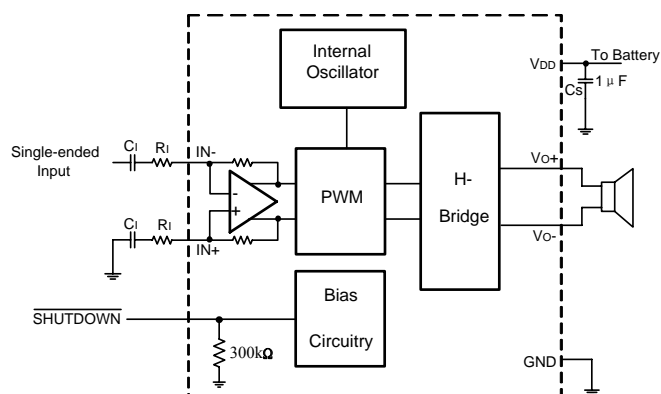 Internal
Oscillator
VDD
To Battery
CS
1 μF
Single-ended
Input
CI
RI
IN-
-
+
PWM
H-
Bridge
VO+
VO-
CI
RI
IN+
SHUTDOWN
300kΩ
Bias
Circuitry
GND